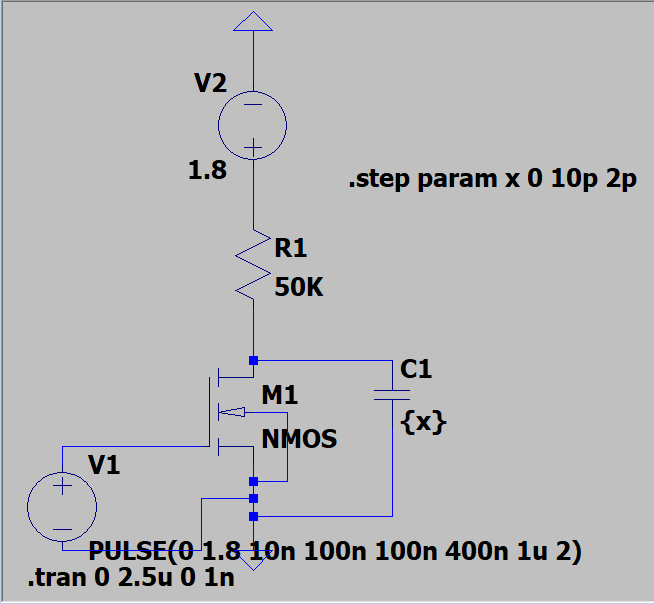 V2
1.8
.step param x 0 10p 2p
R1
50K
C1
{x}
M1
NMOS
V1
PULSE(0 1.8 10n 100n 100n 400n 1u 2)
.tran 0 2.5u 0 1n